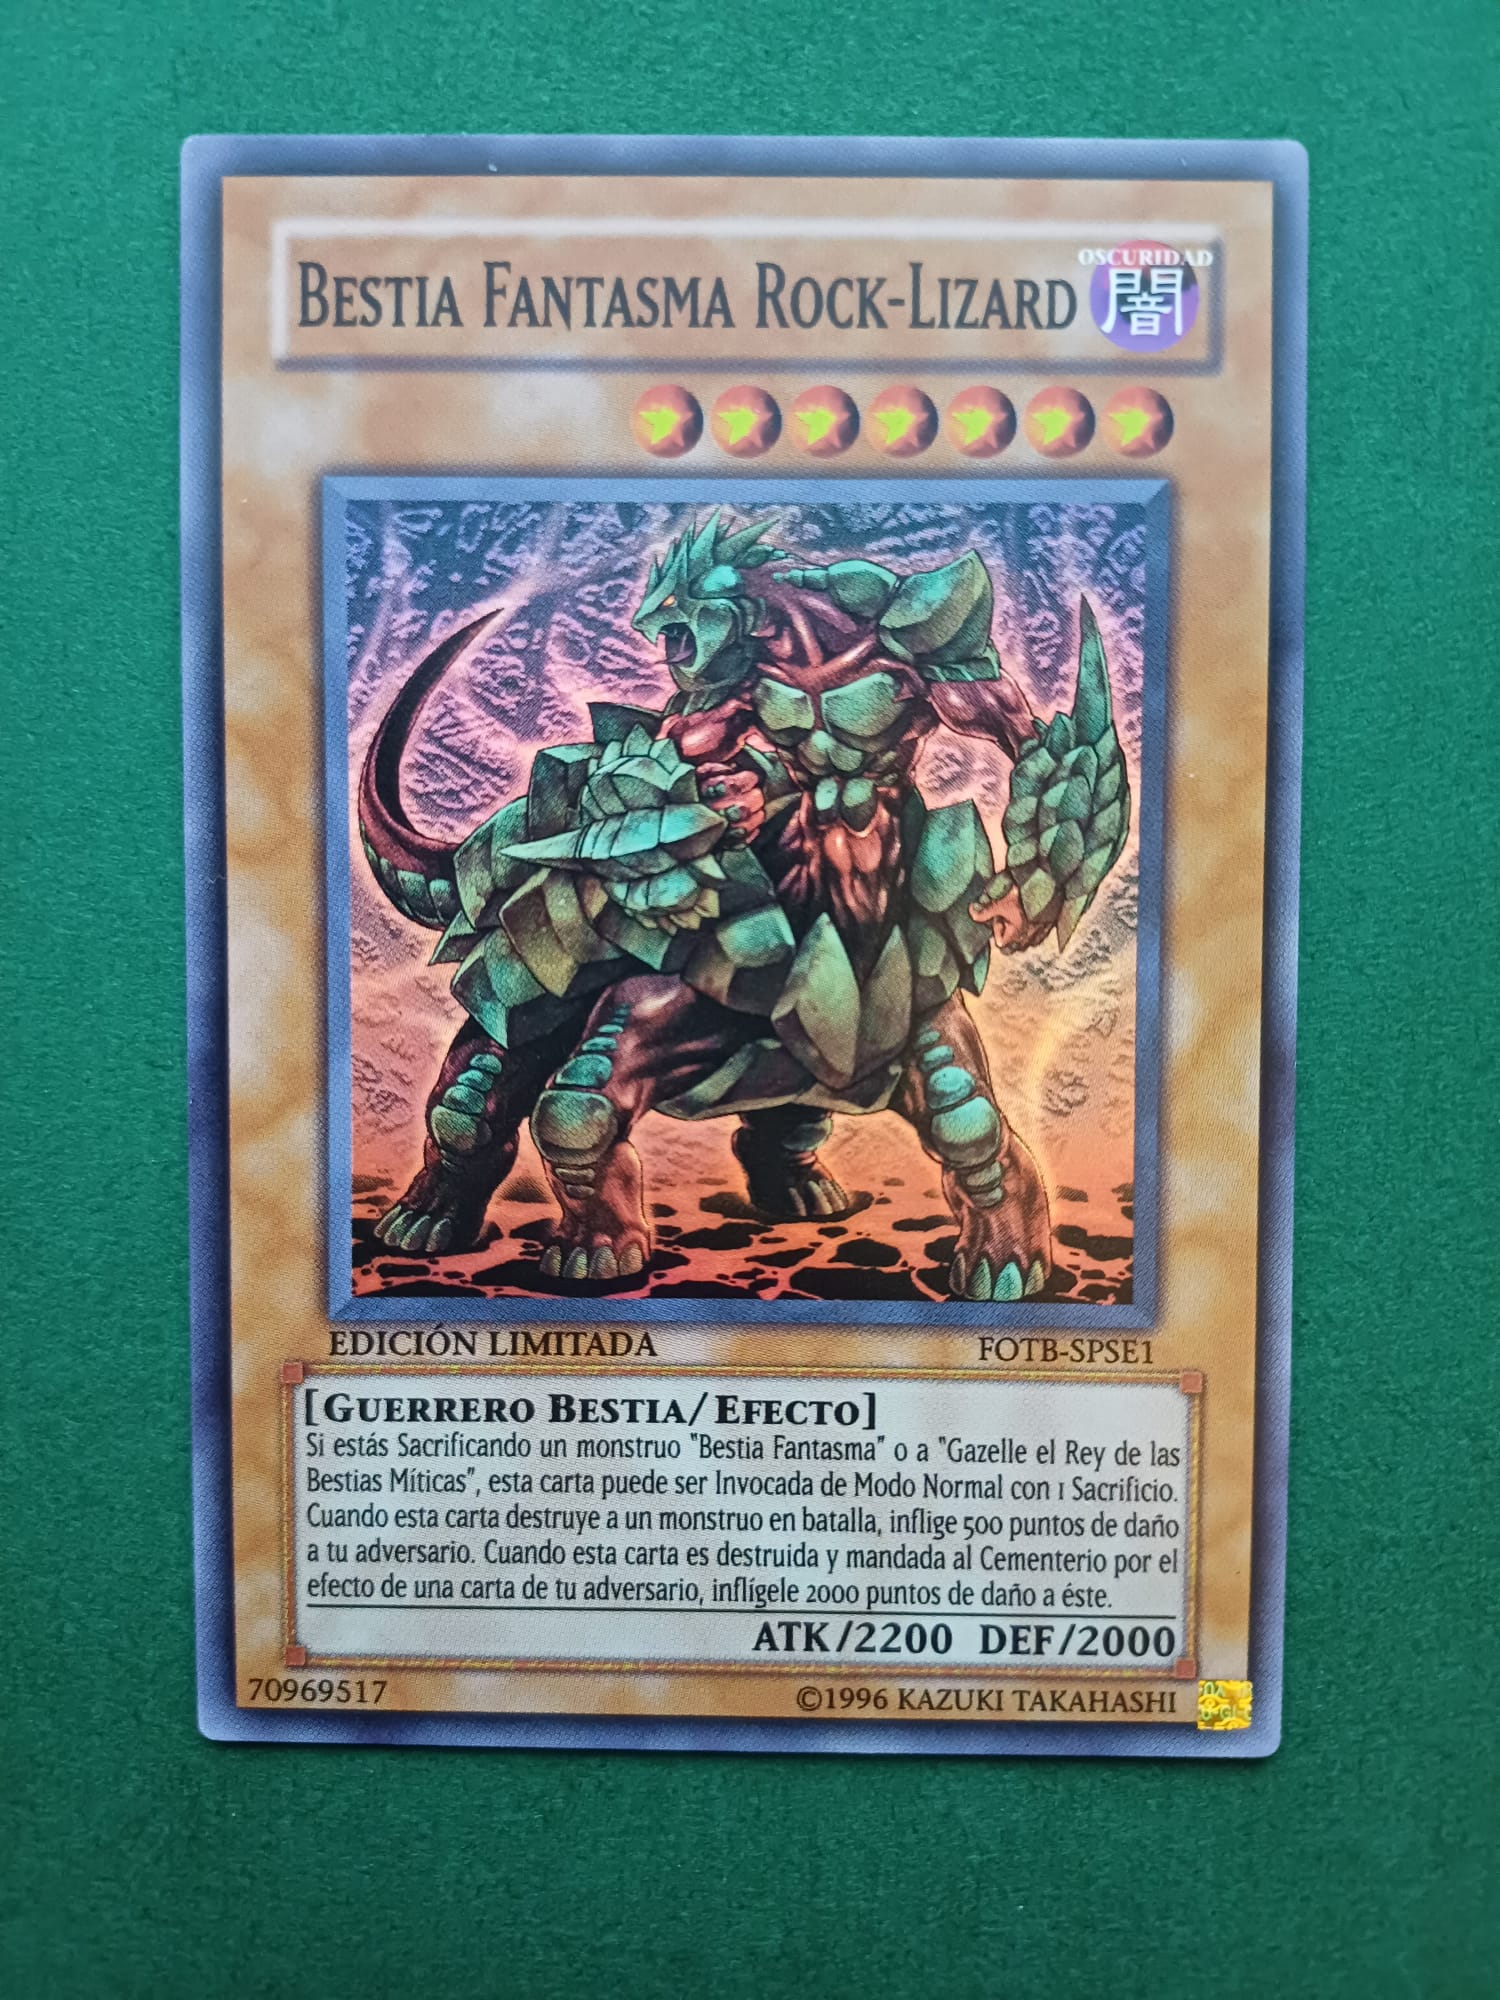 BESTIA FANTASMA ROCK-LIZARD
OSCURIDAD
闇
EDICIÓN LIMITADA
FOTB-SPSE1
[GUERRERO BESTIA/EFECTO]
Si estás Sacrificando un monstruo "Bestia Fantasma" o a "Gazelle el Rey de las
Bestias Míticas", esta carta puede ser Invocada de Modo Normal con 1 Sacrificio.
Cuando esta carta destruye a un monstruo en batalla, inflige 500 puntos de daño
a tu adversario. Cuando esta carta es destruida y mandada al Cementerio por el
efecto de una carta de tu adversario, inflígele 2000 puntos de daño a éste.
ATK/2200 DEF/2000
70969517
©1996 KAZUKI TAKAHASHI